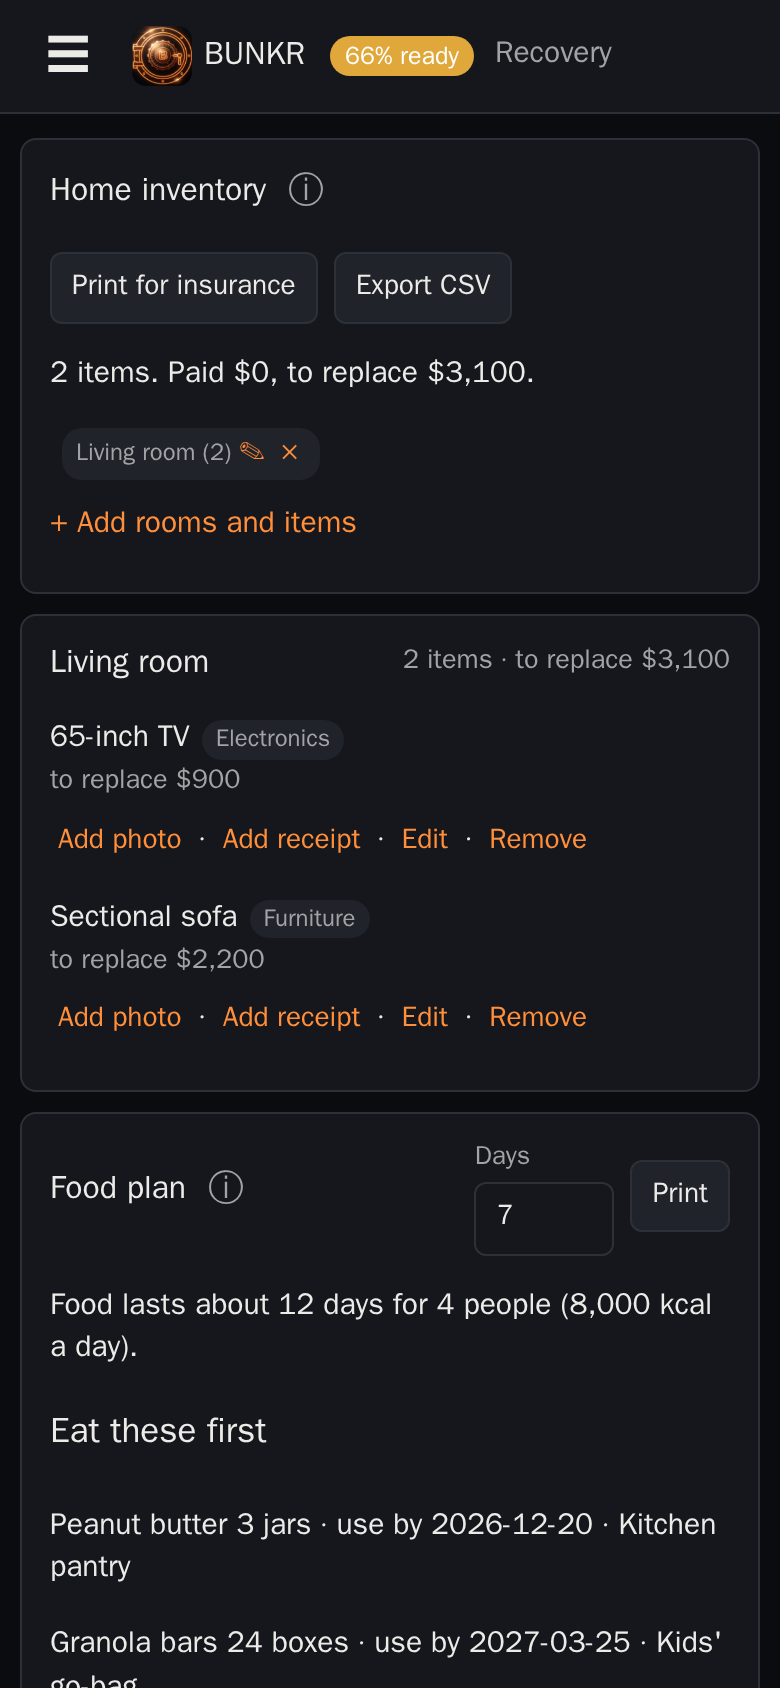 BUNKR 66% ready Recovery
Home inventory ⓘ
Print for insurance Export CSV
2 items. Paid $0, to replace $3,100.
Living room (2) ✎ ×
+ Add rooms and items
Living room 2 items · to replace $3,100
65-inch TV Electronics
to replace $900
Add photo · Add receipt · Edit · Remove
Sectional sofa Furniture
to replace $2,200
Add photo · Add receipt · Edit · Remove
Days
Food plan ⓘ 7 Print
Food lasts about 12 days for 4 people (8,000 kcal
a day).
Eat these first
Peanut butter 3 jars · use by 2026-12-20 · Kitchen
pantry
Granola bars 24 boxes · use by 2027-03-25 · Kids'
go-bag